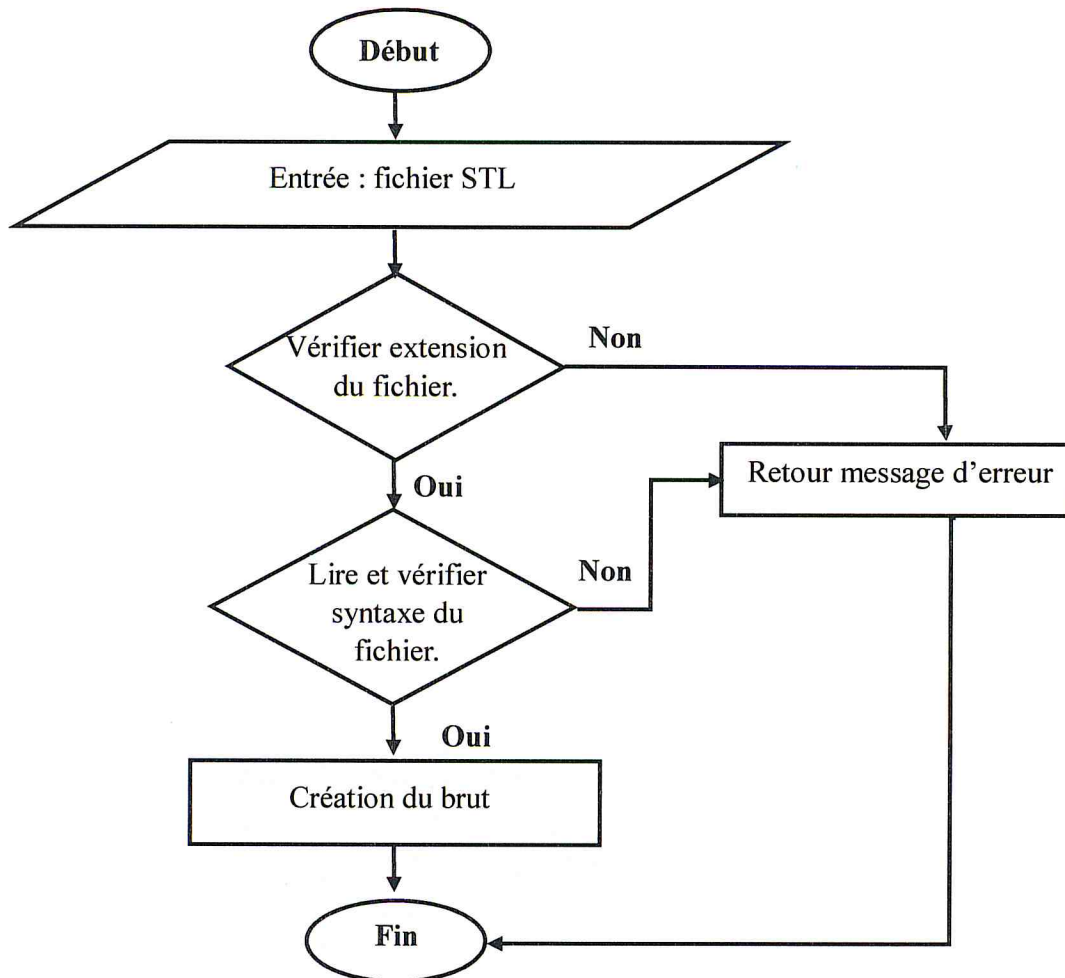 Début
Entrée : fichier STL
Non
Vérifier extension
du fichier.
Retour message d'erreur
Oui
Lire et vérifier
syntaxe du
fichier.
Non
Oui
Création du brut
Fin